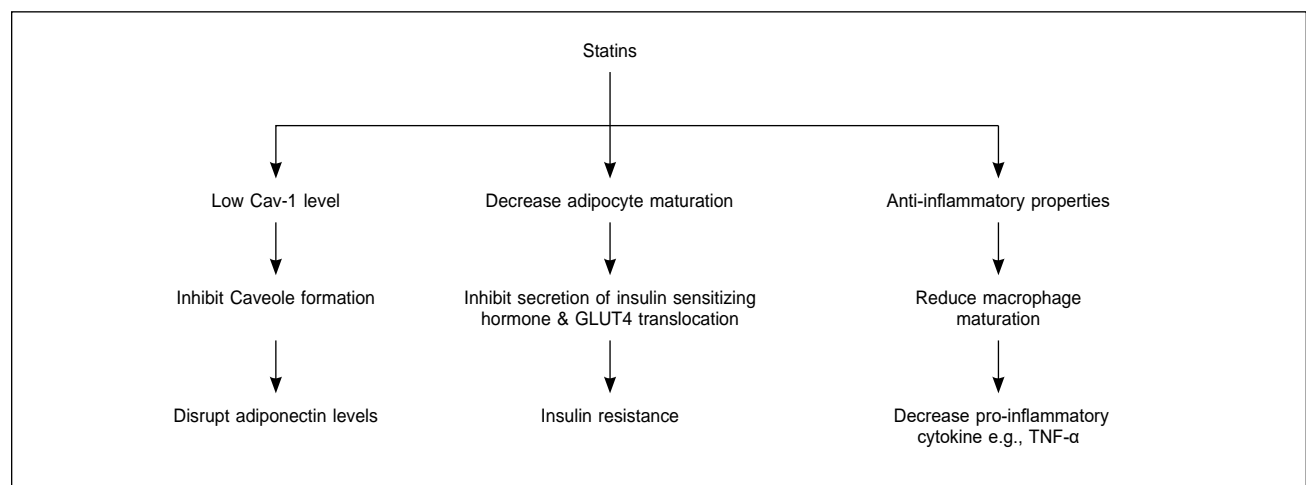 Statins
Low Cav-1 level
Decrease adipocyte maturation
Anti-inflammatory properties
Inhibit Caveole formation
Inhibit secretion of insulin sensitizing
hormone & GLUT4 translocation
Reduce macrophage
maturation
Disrupt adiponectin levels
Insulin resistance
Decrease pro-inflammatory
cytokine e.g., TNF-α